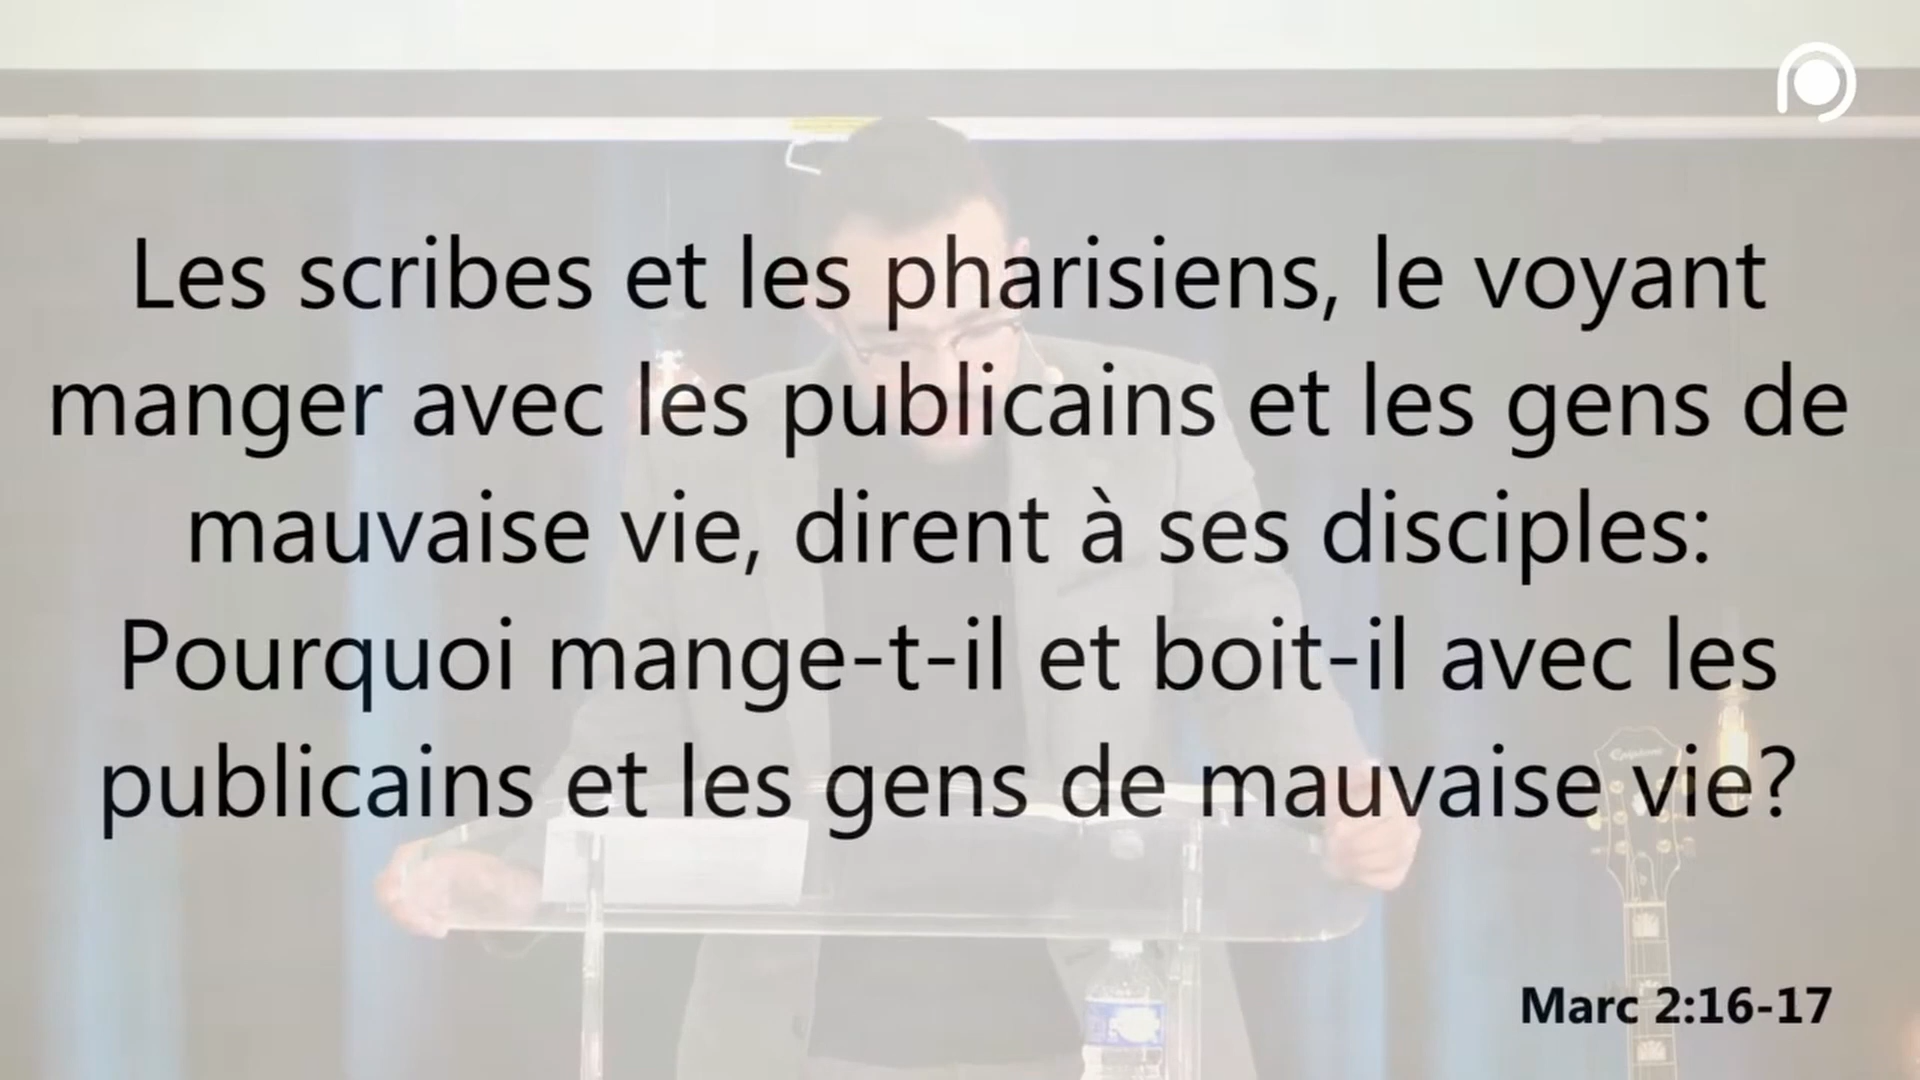 Les scribes et les pharisiens, le voyant
manger avec les publicains et les gens de
mauvaise vie, dirent à ses disciples:
Pourquoi mange-t-il et boit-il avec les
publicains et les gens de mauvaise vie?
Epiphone
Marc 2:16-17